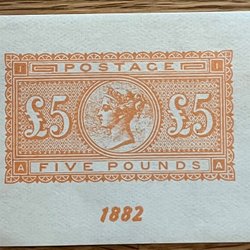 I POSTAGE I
£5 £5
A FIVE POUNDS A
1882